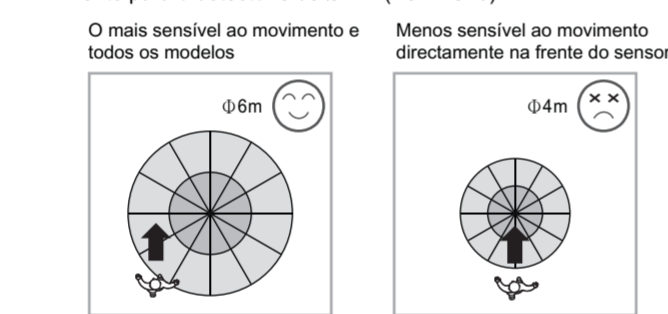 O mais sensível ao movimento e
todos os modelos
Φ6m
Menos sensível ao movimento
directamente na frente do sensor
Φ4m